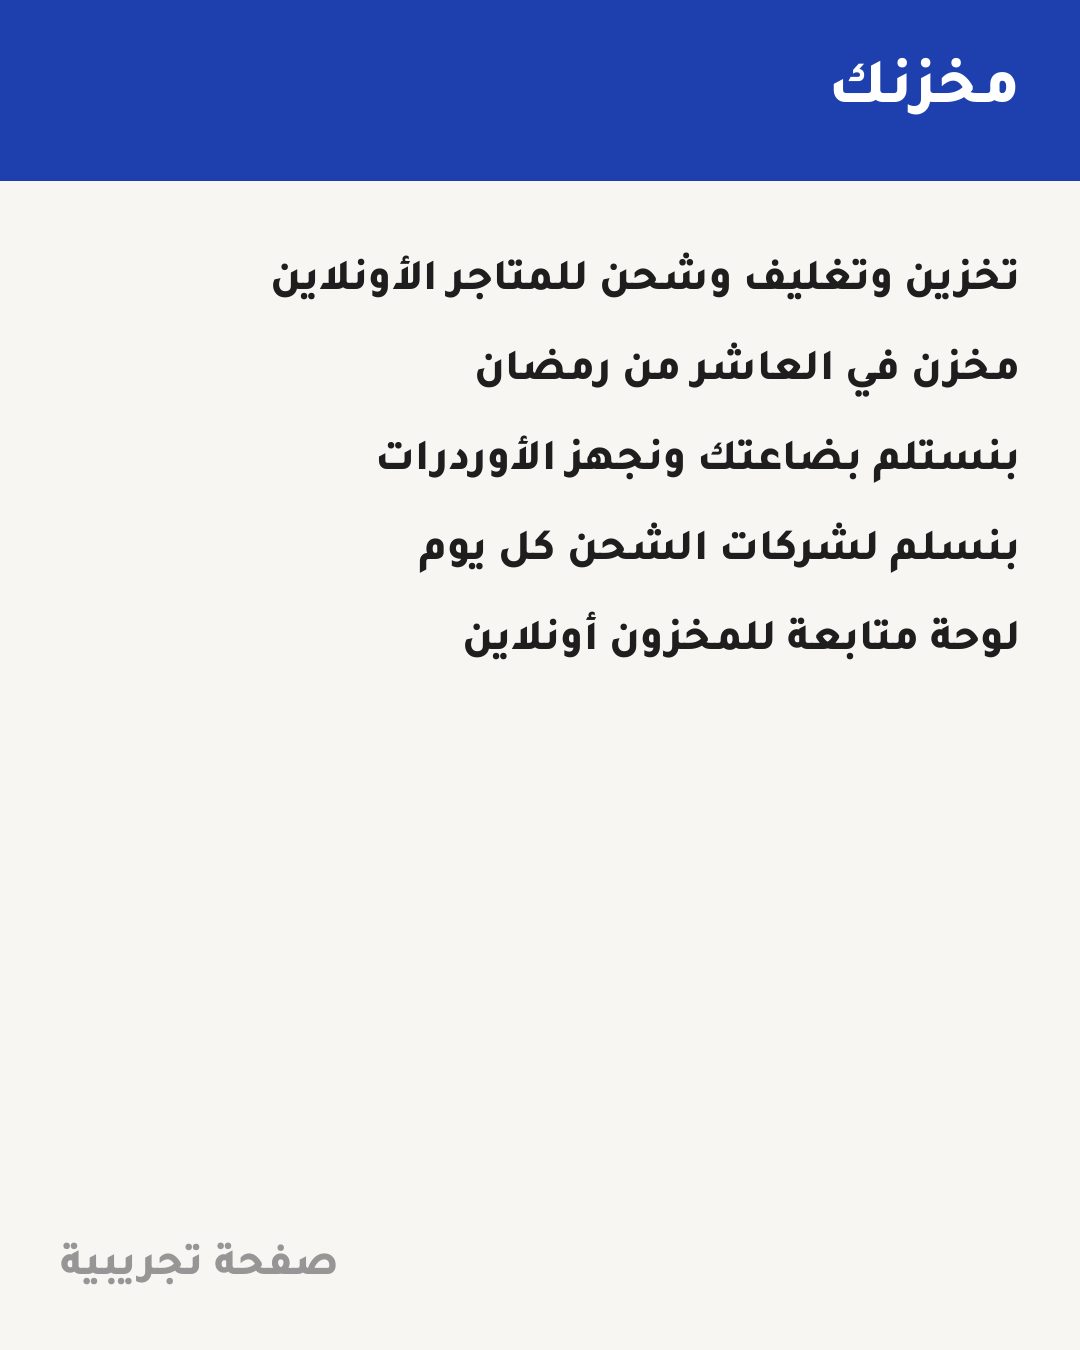 مخزنك
تخزين وتغليف وشحن للمتاجر الأونلاين
مخزن في العاشر من رمضان
بنستلم بضاعتك ونجهز الأوردرات
بنسلم لشركات الشحن كل يوم
لوحة متابعة للمخزون أونلاين
صفحة تجريبية